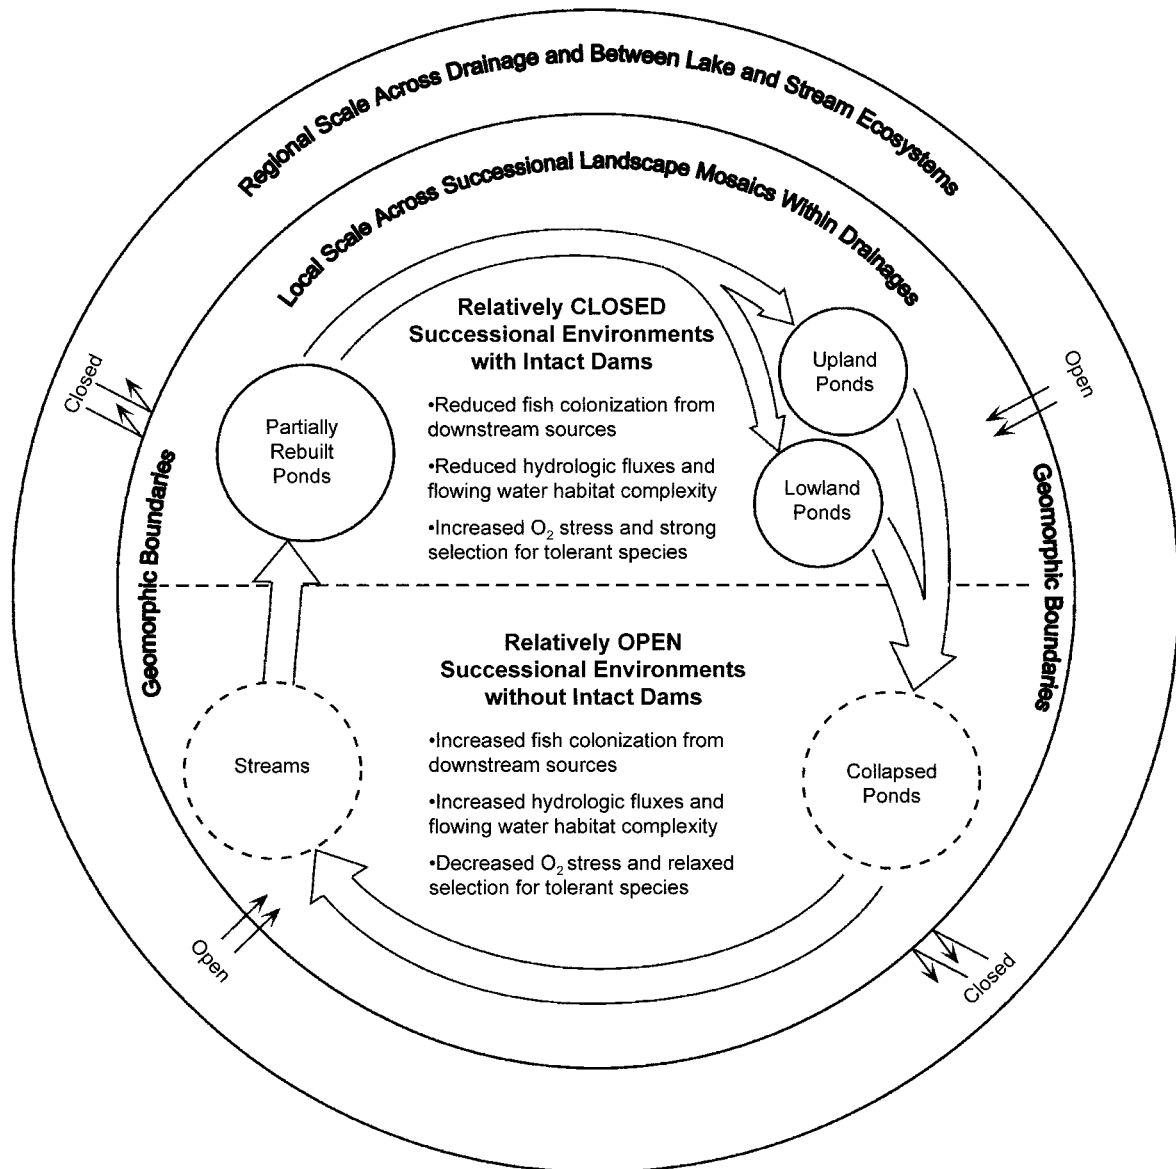 Regional Scale Across Drainage and Between Lake and Stream Ecosystems
Local Scale Across Successional Landscape Mosaics Within Drainages
Relatively CLOSED
Successional Environments
with Intact Dams
•Reduced fish colonization from
downstream sources
•Reduced hydrologic fluxes and
flowing water habitat complexity
•Increased O₂ stress and strong
selection for tolerant species
Partially
Rebuilt
Ponds
Upland
Ponds
Lowland
Ponds
Closed
Open
Geomorphic Boundaries
Geomorphic Boundaries
Relatively OPEN
Successional Environments
without Intact Dams
•Increased fish colonization from
downstream sources
•Increased hydrologic fluxes and
flowing water habitat complexity
•Decreased O₂ stress and relaxed
selection for tolerant species
Streams
Collapsed
Ponds
Open
Closed